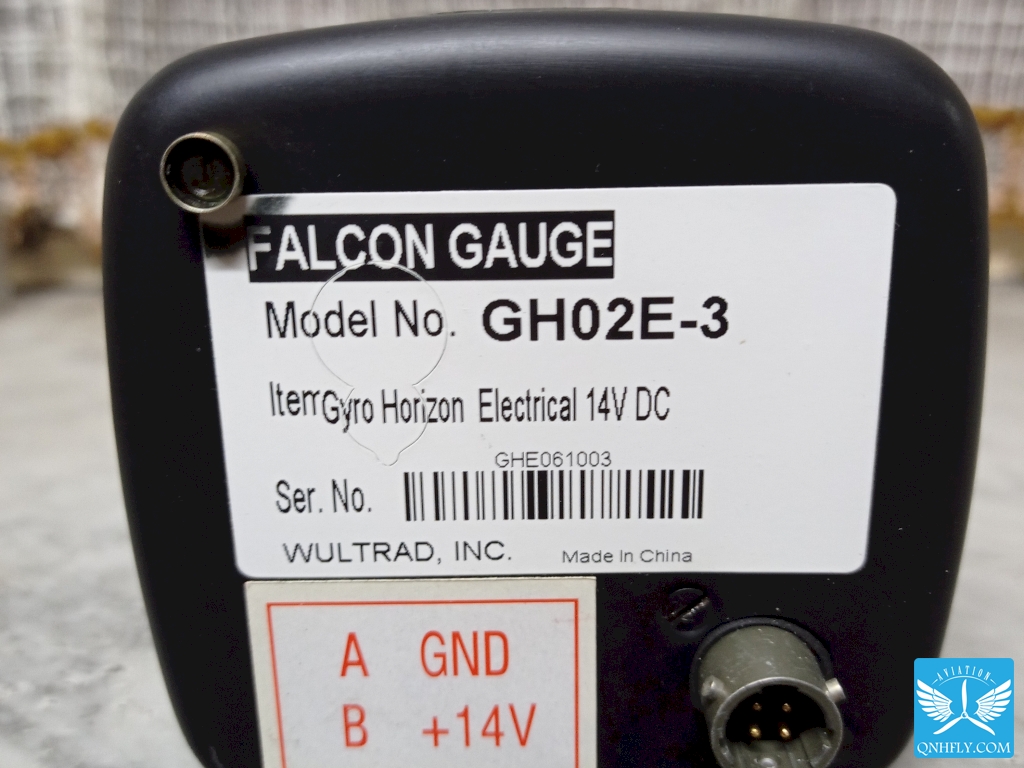 FALCON GAUGE
Model No. GH02E-3
Item Gyro Horizon Electrical 14V DC
GHE061003
Ser. No.
WULTRAD, INC. Made In China
A GND
B +14V
AVIATION
QNHFLY.COM